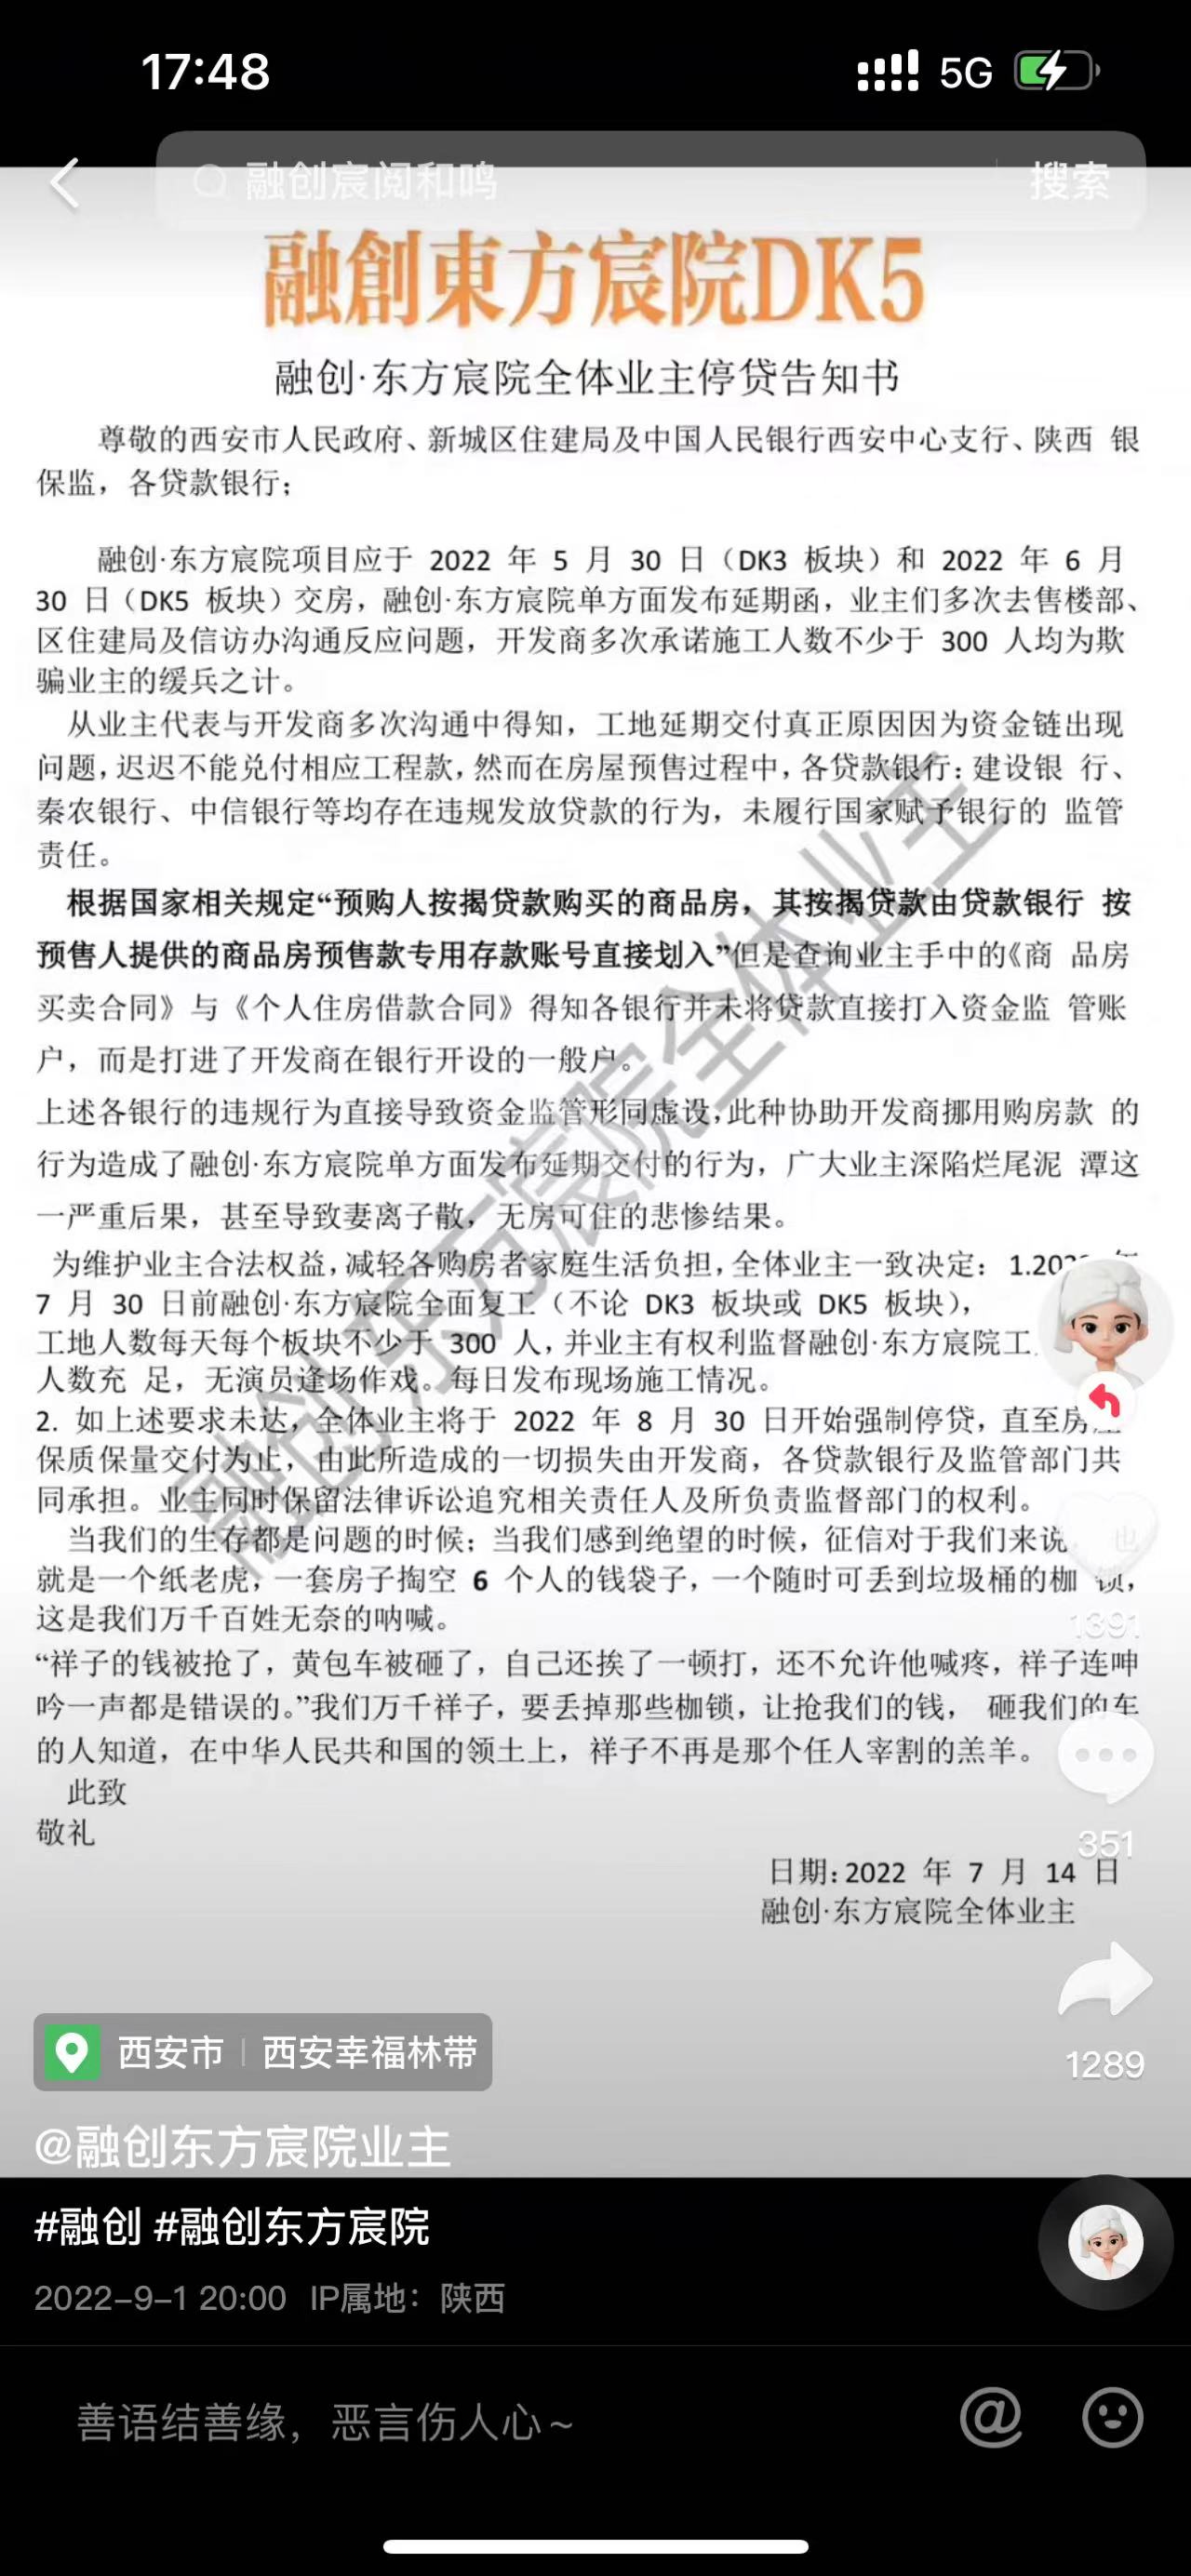 17:48
5G
融创宸阅和鸣
搜索
融創東方宸院DK5
融创·东方宸院全体业主停贷告知书
尊敬的西安市人民政府、新城区住建局及中国人民银行西安中心支行、陕西 银
保监，各贷款银行；
融创·东方宸院项目应于 2022 年 5 月 30 日（DK3 板块）和 2022 年 6 月
30 日（DK5 板块）交房，融创·东方宸院单方面发布延期函，业主们多次去售楼部、
区住建局及信访办沟通反应问题，开发商多次承诺施工人数不少于 300 人均为欺
骗业主的缓兵之计。
从业主代表与开发商多次沟通中得知，工地延期交付真正原因因为资金链出现
问题，迟迟不能兑付相应工程款，然而在房屋预售过程中，各贷款银行：建设银 行、
秦农银行、中信银行等均存在违规发放贷款的行为，未履行国家赋予银行的 监管
责任。
根据国家相关规定“预购人按揭贷款购买的商品房，其按揭贷款由贷款银行 按
预售人提供的商品房预售款专用存款账号直接划入”但是查询业主手中的《商 品房
买卖合同》与《个人住房借款合同》得知各银行并未将贷款直接打入资金监 管账
户，而是打进了开发商在银行开设的一般户。
上述各银行的违规行为直接导致资金监管形同虚设，此种协助开发商挪用购房款 的
行为造成了融创·东方宸院单方面发布延期交付的行为，广大业主深陷烂尾泥 潭这
一严重后果，甚至导致妻离子散，无房可住的悲惨结果。
为维护业主合法权益，减轻各购房者家庭生活负担，全体业主一致决定：1.202
7 月 30 日前融创·东方宸院全面复工（不论 DK3 板块或 DK5 板块），
工地人数每天每个板块不少于 300 人，并业主有权利监督融创·东方宸院工
人数充 足，无演员逢场作戏。每日发布现场施工情况。
2. 如上述要求未达，全体业主将于 2022 年 8 月 30 日开始强制停贷，直至房
保质保量交付为止，由此所造成的一切损失由开发商，各贷款银行及监管部门共
同承担。业主同时保留法律诉讼追究相关责任人及所负责监督部门的权利。
当我们的生存都是问题的时候；当我们感到绝望的时候，征信对于我们来说 也
就是一个纸老虎，一套房子掏空 6 个人的钱袋子，一个随时可丢到垃圾桶的枷 锁，
这是我们万千百姓无奈的呐喊。
“祥子的钱被抢了，黄包车被砸了，自己还挨了一顿打，还不允许他喊疼，祥子连呻
吟一声都是错误的。”我们万千祥子，要丢掉那些枷锁，让抢我们的钱， 砸我们的车
的人知道，在中华人民共和国的领土上，祥子不再是那个任人宰割的羔羊。
此致
敬礼
日期：2022 年 7 月 14 日
融创·东方宸院全体业主
融创·东方宸院全体业主
1391
351
1289
西安市
西安幸福林带
@融创东方宸院业主
#融创 #融创东方宸院
2022-9-1 20:00 IP属地：陕西
善语结善缘，恶言伤人心～